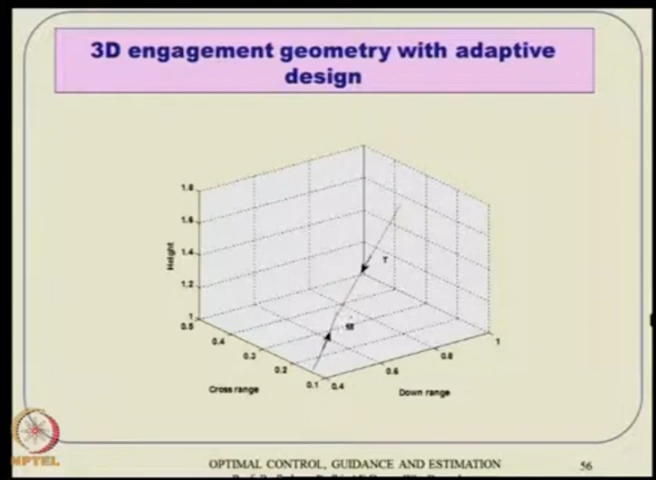 3D engagement geometry with adaptive
design
1.8
1.6
1.4
1.2
1
Height
0.5
0.4
0.3
0.2
0.1
Cross range
0.4
0.6
0.8
1
Down range
T
M
NPTEL
OPTIMAL CONTROL, GUIDANCE AND ESTIMATION
56